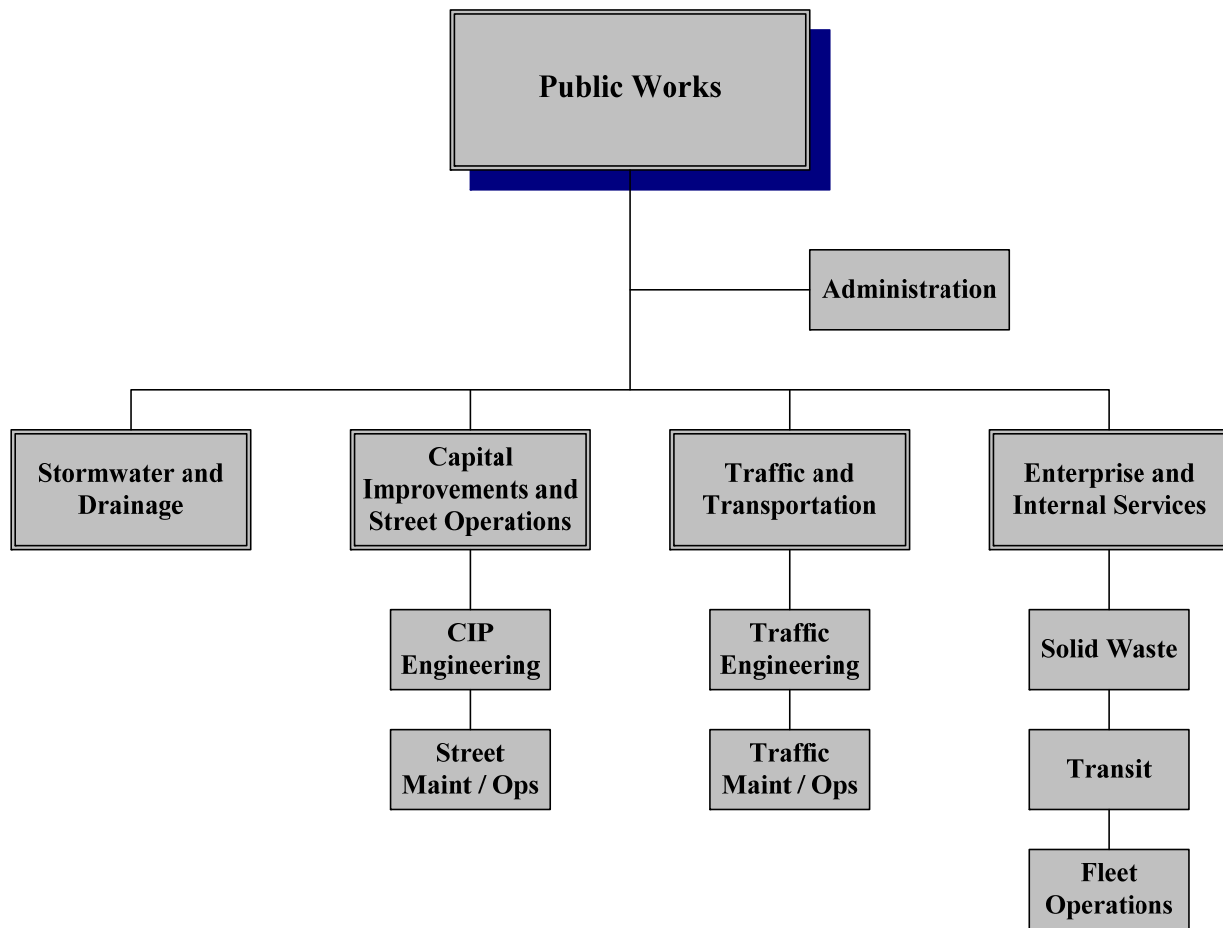 Public Works
Administration
Stormwater and
Drainage
Capital
Improvements and
Street Operations
Traffic and
Transportation
Enterprise and
Internal Services
CIP
Engineering
Traffic
Engineering
Solid Waste
Street
Maint / Ops
Traffic
Maint / Ops
Transit
Fleet
Operations